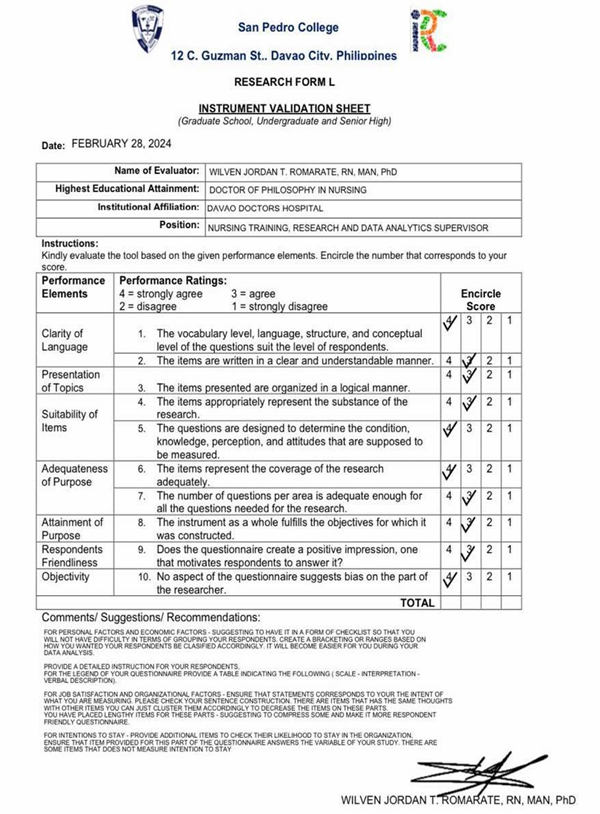 San Pedro College
12 C. Guzman St., Davao City, Philippines
RESEARCH FORM L
INSTRUMENT VALIDATION SHEET
(Graduate School, Undergraduate and Senior High)
Date: FEBRUARY 28, 2024
Name of Evaluator: WILVEN JORDAN T. ROMARATE, RN, MAN, PhD
Highest Educational Attainment: DOCTOR OF PHILOSOPHY IN NURSING
Institutional Affiliation: DAVAO DOCTORS HOSPITAL
Position: NURSING TRAINING, RESEARCH AND DATA ANALYTICS SUPERVISOR
Instructions:
Kindly evaluate the tool based on the given performance elements. Encircle the number that corresponds to your
score.
Performance Elements
Performance Ratings:
4 = strongly agree 3 = agree
2 = disagree 1 = strongly disagree
Encircle
Score
Clarity of
Language
1. The vocabulary level, language, structure, and conceptual
level of the questions suit the level of respondents.
4 3 2 1
2. The items are written in a clear and understandable manner.
4 3 2 1
Presentation
of Topics
3. The items presented are organized in a logical manner.
4 3 2 1
Suitability of
Items
4. The items appropriately represent the substance of the
research.
4 3 2 1
5. The questions are designed to determine the condition,
knowledge, perception, and attitudes that are supposed to
be measured.
4 3 2 1
Adequateness
of Purpose
6. The items represent the coverage of the research
adequately.
4 3 2 1
7. The number of questions per area is adequate enough for
all the questions needed for the research.
4 3 2 1
Attainment of
Purpose
8. The instrument as a whole fulfills the objectives for which it
was constructed.
4 3 2 1
Respondents
Friendliness
9. Does the questionnaire create a positive impression, one
that motivates respondents to answer it?
4 3 2 1
Objectivity
10. No aspect of the questionnaire suggests bias on the part of
the researcher.
4 3 2 1
TOTAL
Comments/ Suggestions/ Recommendations:
FOR PERSONAL FACTORS AND ECONOMIC FACTORS - SUGGESTING TO HAVE IT IN A FORM OF CHECKLIST SO THAT YOU
WILL NOT HAVE DIFFICULTY IN TERMS OF GROUPING YOUR RESPONDENTS. CREATE A BRACKETING OR RANGES BASED ON
HOW YOU WANTED YOUR RESPONDENTS BE CLASIFIED ACCORDINGLY. IT WILL BECOME EASIER FOR YOU DURING YOUR
DATA ANALYSIS.
PROVIDE A DETAILED INSTRUCTION FOR YOUR RESPONDENTS.
FOR THE LEGEND OF YOUR QUESTIONNAIRE PROVIDE A TABLE INDICATING THE FOLLOWING ( SCALE - INTERPRETATION -
VERBAL DESCRIPTION).
FOR JOB SATISFACTION AND ORGANIZATIONAL FACTORS - ENSURE THAT STATEMENTS CORRESPONDS TO YOUR THE INTENT OF
WHAT YOU ARE MEASURING. PLEASE CHECK YOUR SENTENCE CONSTRUCTION. THERE ARE ITEMS THAT HAS THE SAME THOUGHTS
WITH OTHER ITEMS YOU CAN JUST CLUSTER THEM ACCORDINGLY TO DECREASE THE ITEMS ON THESE PARTS.
YOU HAVE PLACED LENGTHY ITEMS FOR THESE PARTS - SUGGESTING TO COMPRESS SOME AND MAKE IT MORE RESPONDENT
FRIENDLY QUESTIONNAIRE.
FOR INTENTIONS TO STAY - PROVIDE ADDITIONAL ITEMS TO CHECK THEIR LIKELIHOOD TO STAY IN THE ORGANIZATION.
ENSURE THAT ITEM PROVIDED FOR THIS PART OF THE QUESTIONNAIRE ANSWERS THE VARIABLE OF YOUR STUDY. THERE ARE
SOME ITEMS THAT DOES NOT MEASURE INTENTION TO STAY
WILVEN JORDAN T. ROMARATE, RN, MAN, PhD